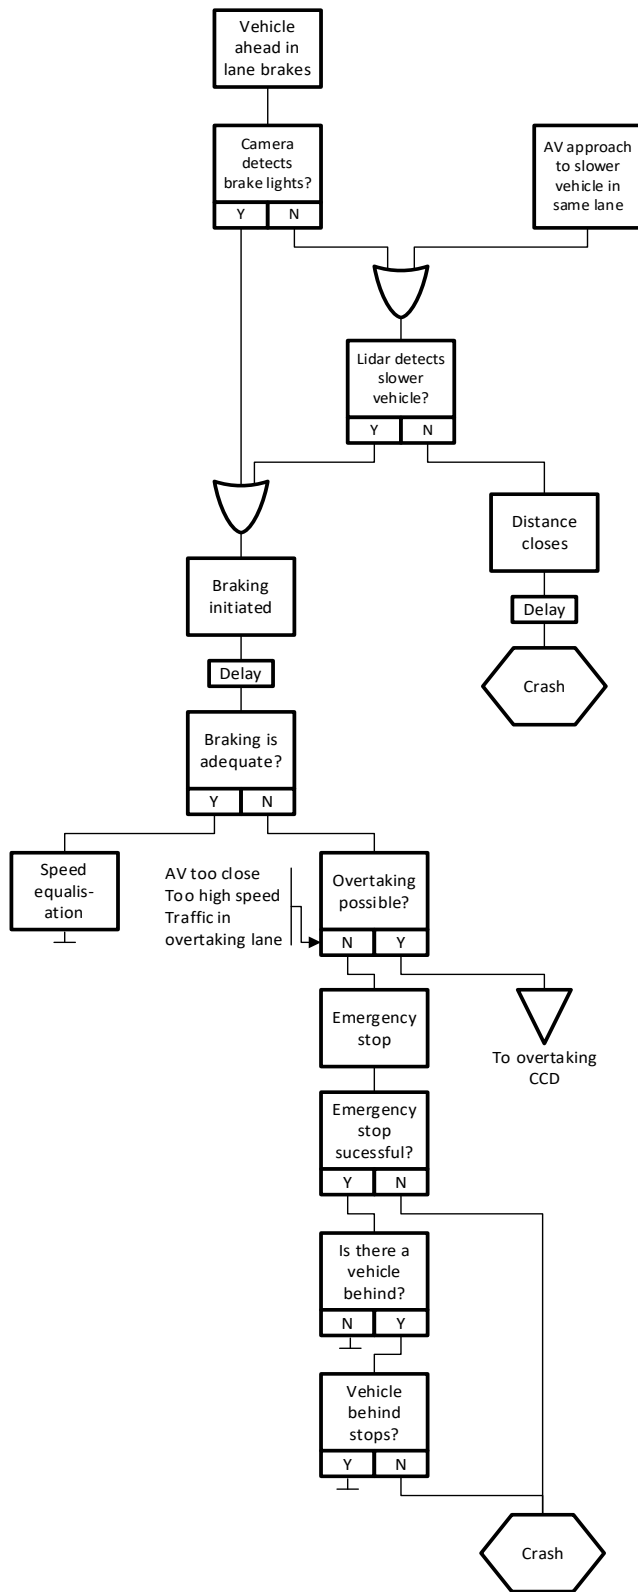 Vehicle
ahead in
lane brakes
Camera
detects
brake lights?
Y N
AV approach
to slower
vehicle in
same lane
Lidar detects
slower
vehicle?
Y N
Distance
closes
Delay
Crash
Braking
initiated
Delay
Braking is
adequate?
Y N
Speed
equalis-
ation
AV too close
Too high speed
Traffic in
overtaking lane
Overtaking
possible?
N Y
To overtaking
CCD
Emergency
stop
Emergency
stop
sucessful?
Y N
Is there a
vehicle
behind?
N Y
Vehicle
behind
stops?
Y N
Crash